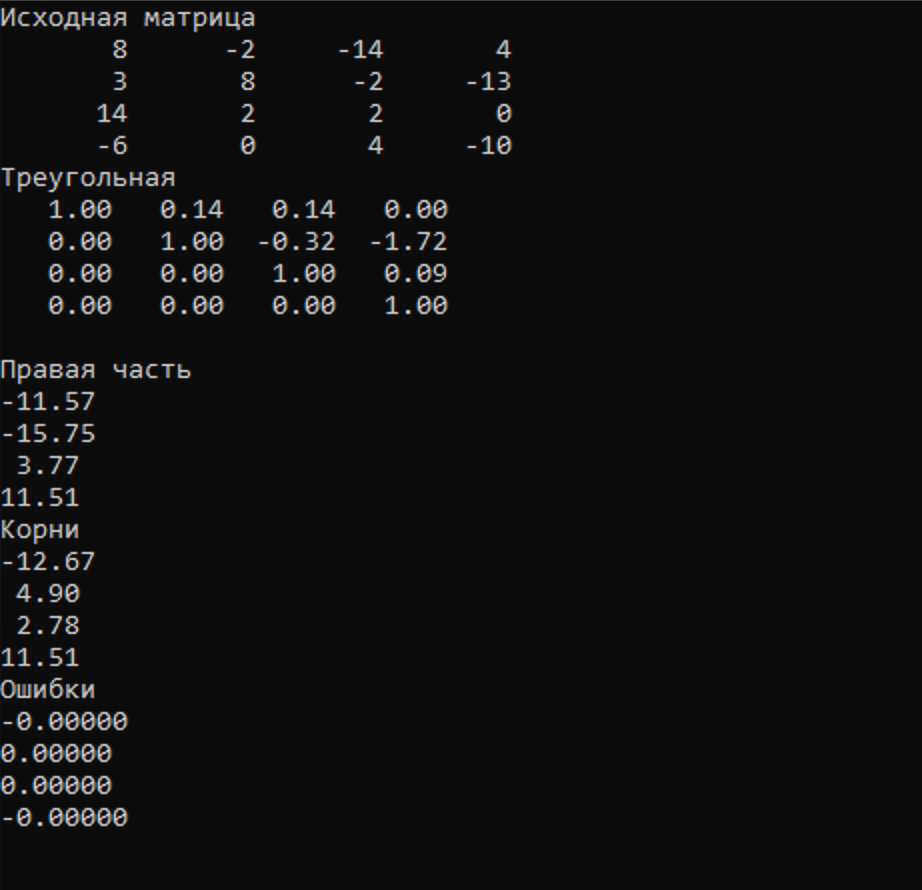 Исходная матрица
8 -2 -14 4
3 8 -2 -13
14 2 2 0
-6 0 4 -10
Треугольная
1.00 0.14 0.14 0.00
0.00 1.00 -0.32 -1.72
0.00 0.00 1.00 0.09
0.00 0.00 0.00 1.00
Правая часть
-11.57
-15.75
3.77
11.51
Корни
-12.67
4.90
2.78
11.51
Ошибки
-0.00000
0.00000
0.00000
-0.00000